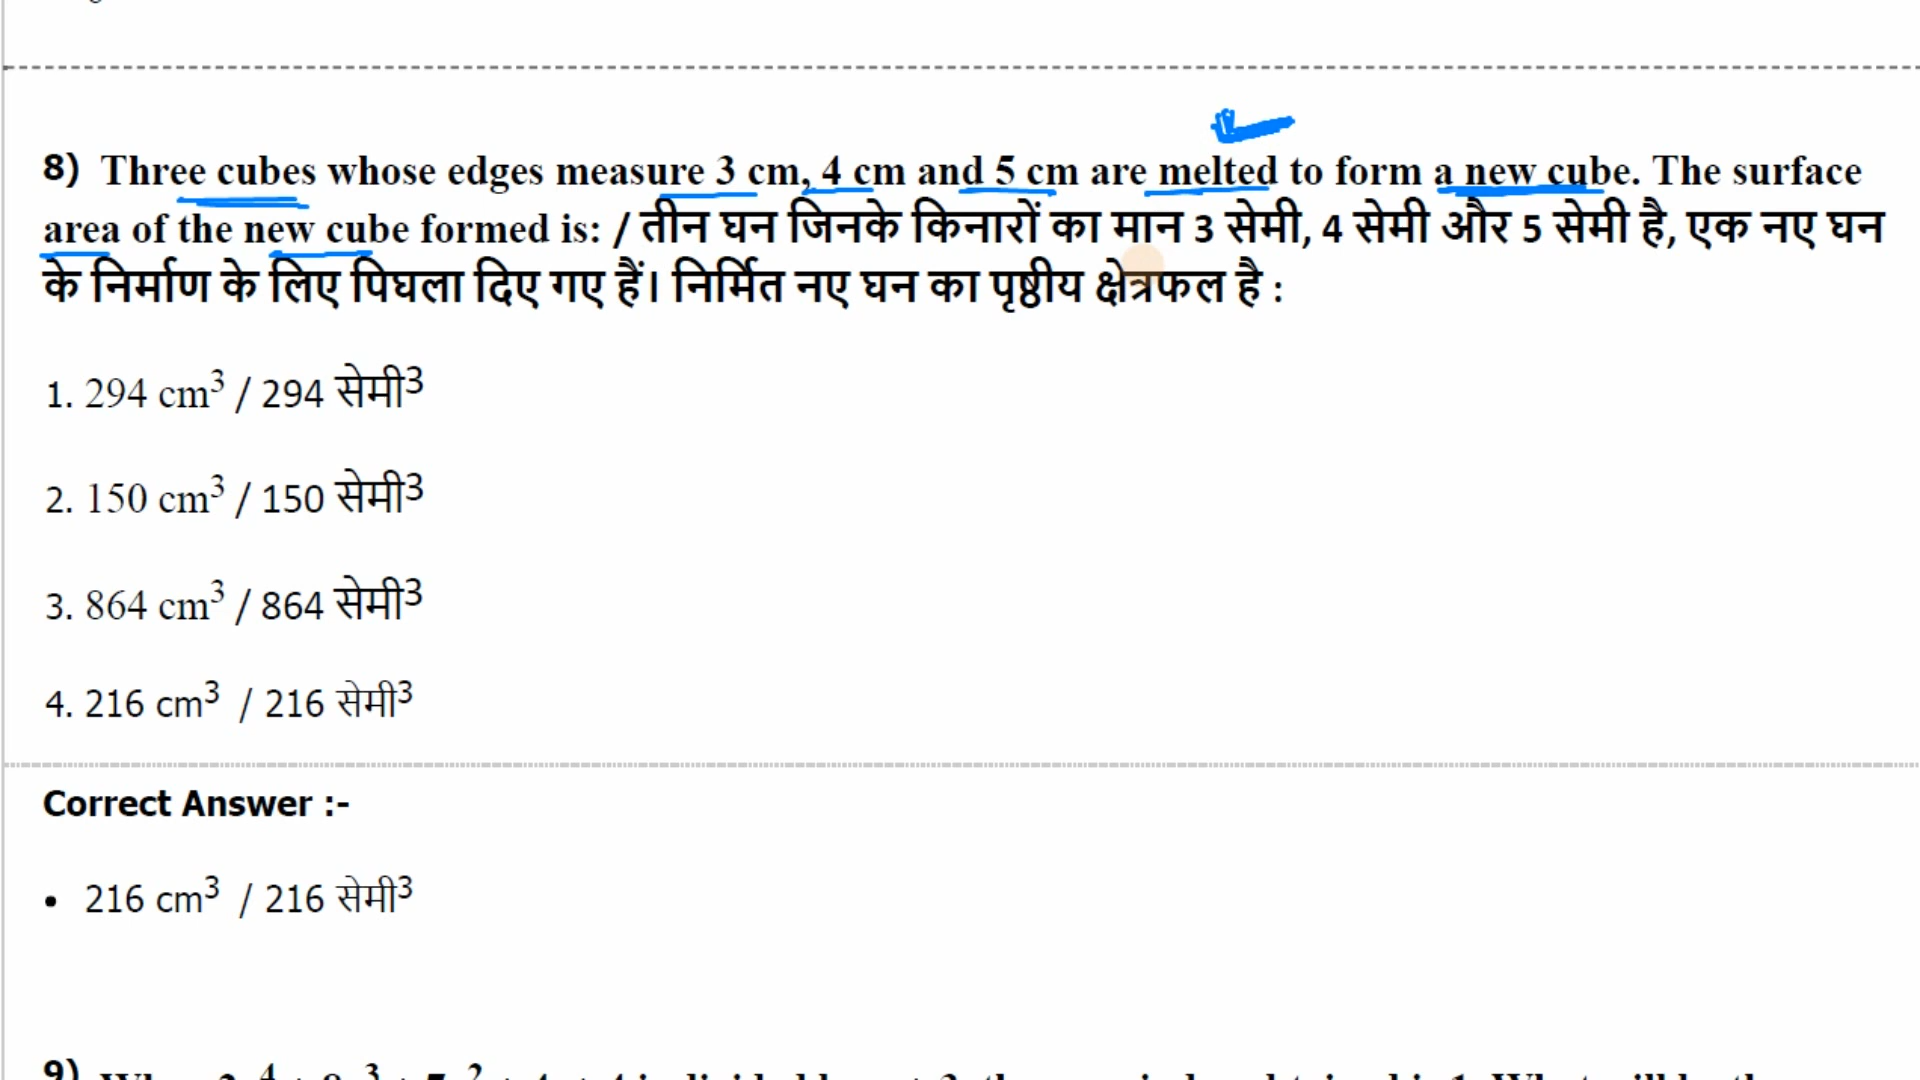 8) Three cubes whose edges measure 3 cm, 4 cm and 5 cm are melted to form a new cube. The surface
area of the new cube formed is: / तीन घन जिनके किनारों का मान 3 सेमी, 4 सेमी और 5 सेमी है, एक नए घन
के निर्माण के लिए पिघला दिए गए हैं। निर्मित नए घन का पृष्ठीय क्षेत्रफल है :
1. 294 cm³ / 294 सेमी³
2. 150 cm³ / 150 सेमी³
3. 864 cm³ / 864 सेमी³
4. 216 cm³ / 216 सेमी³
Correct Answer :-
• 216 cm³ / 216 सेमी³
9)